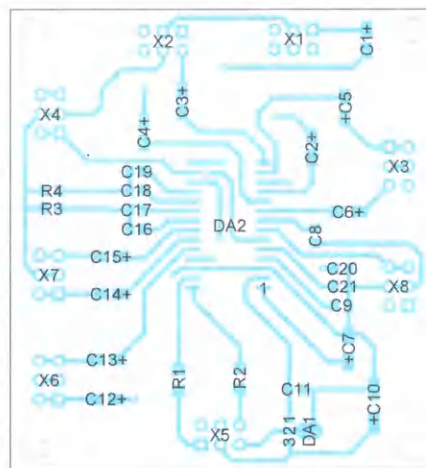 X2
X1
C1+
X4
C4+
C3+
C2+
+C5
X3
C19
R4
C18
R3
C17
C6+
C16
DA2
C8
C15+
X7
C20
C14+
C21
X8
1
C9
C13+
+C7
X6
R1
R2
C12+
C11
+C10
X5
321
DA1